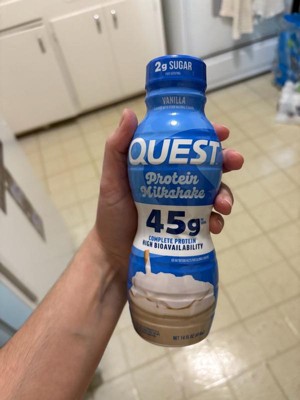 2g SUGAR
VANILLA
QUEST
Protein
Milkshake
45g
COMPLETE PROTEIN
HIGH BIOAVAILABILITY